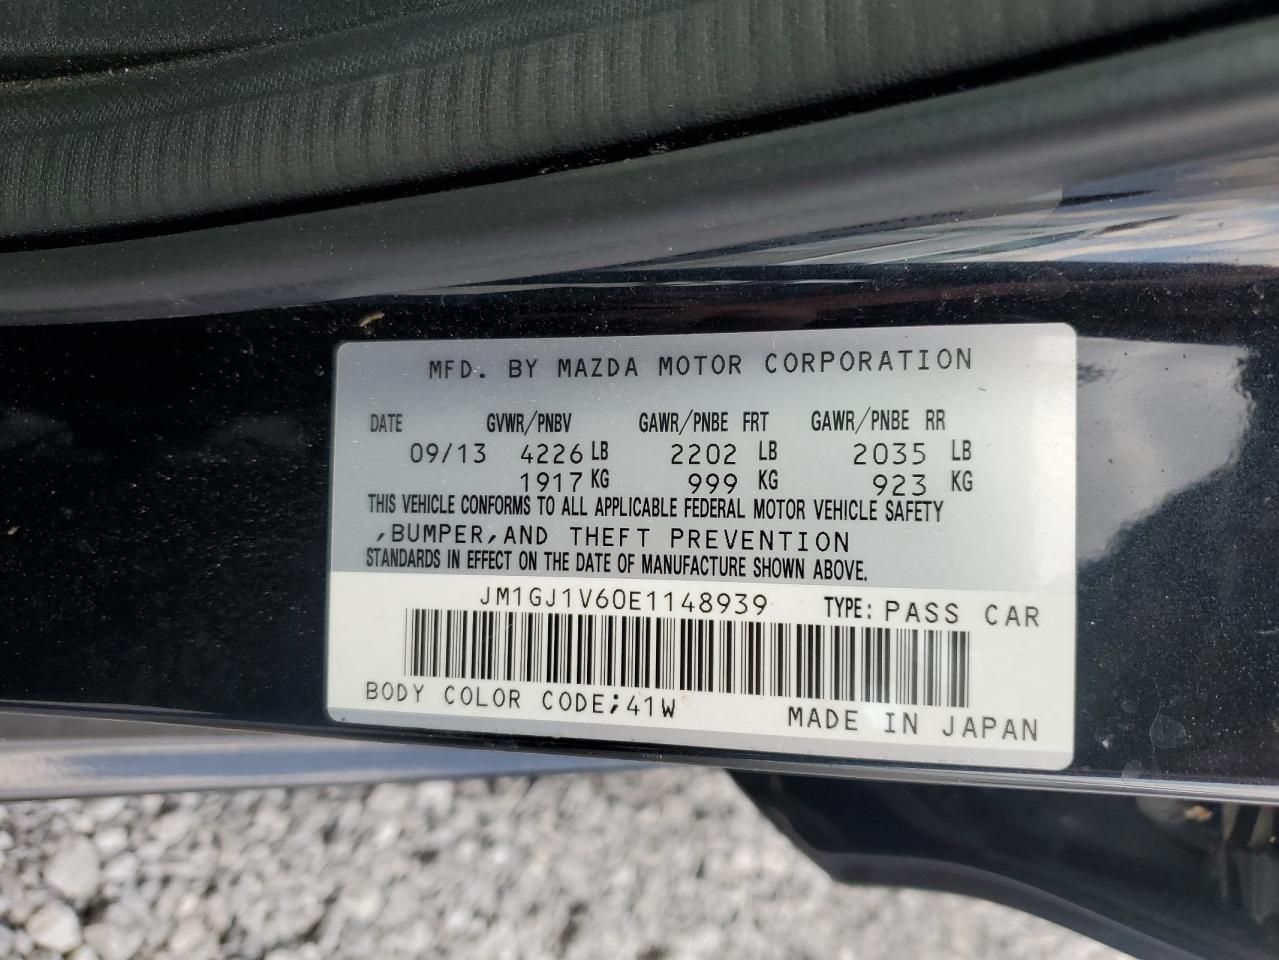 MFD. BY MAZDA MOTOR CORPORATION
DATE GVWR/PNBV GAWR/PNBE FRT GAWR/PNBE RR
09/13 4226 LB 2202 LB 2035 LB
1917 KG 999 KG 923 KG
THIS VEHICLE CONFORMS TO ALL APPLICABLE FEDERAL MOTOR VEHICLE SAFETY
,BUMPER,AND THEFT PREVENTION
STANDARDS IN EFFECT ON THE DATE OF MANUFACTURE SHOWN ABOVE.
JM1GJ1V60E1148939 TYPE: PASS CAR
BODY COLOR CODE;41W MADE IN JAPAN